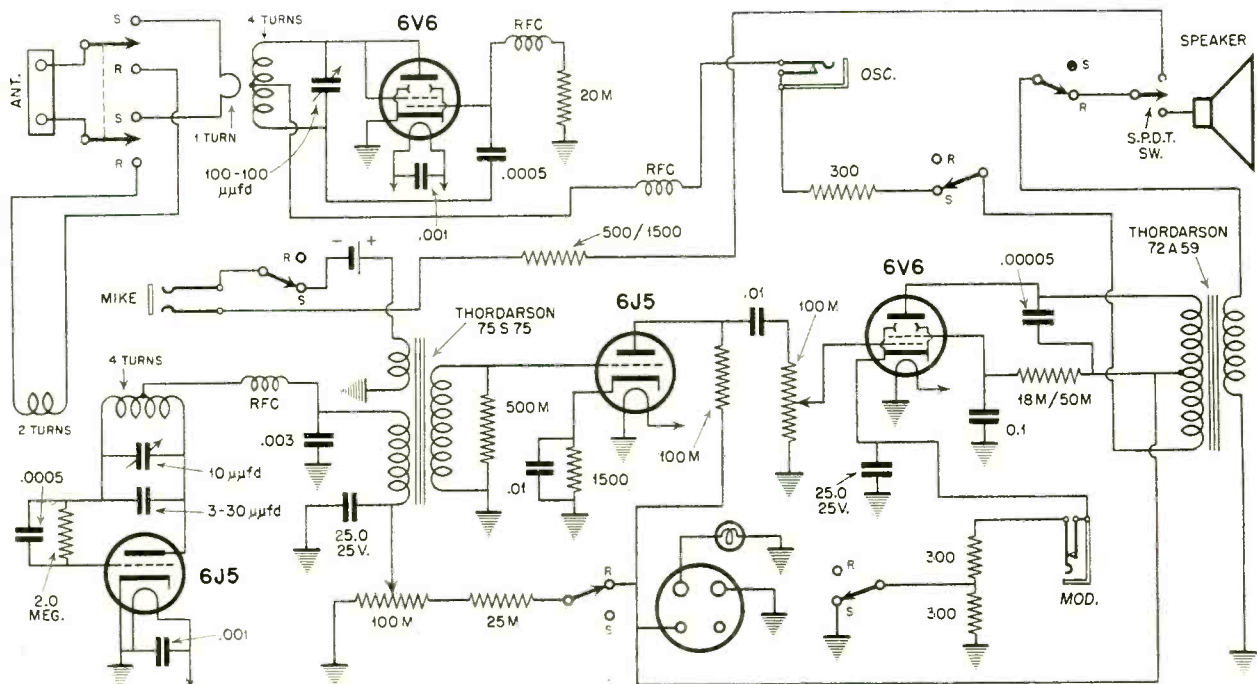 4 TURNS
6V6
RFC
SPEAKER
S
R
S
R
ANT.
1 TURN
20 M
OSC.
S
R
S.P.D.T.
SW.
100-100
µµfd
.0005
.001
RFC
300
R
S
THORDARSON
72 A 59
500/1500
MIKE
R
S
- +
THORDARSON
75 S 75
6J5
.01
100 M
6V6
.00005
4 TURNS
RFC
2 TURNS
.003
500 M
100 M
18 M/50M
0.1
10 µµfd
.0005
3-30 µµfd
.01
1500
25.0
25V.
25.0
25 V.
6J5
2.0
MEG.
.001
100 M
25 M
R
S
R
S
300
300
MOD.